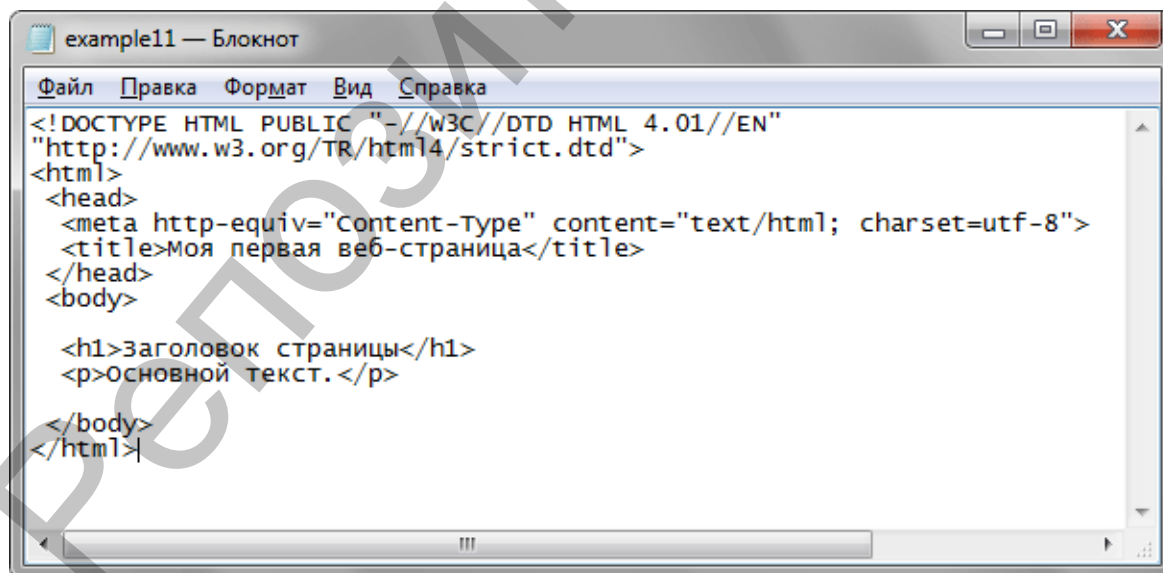 example11 — Блокнот
Файл Правка Формат Вид Справка
<!DOCTYPE HTML PUBLIC "-//W3C//DTD HTML 4.01//EN"
"http://www.w3.org/TR/html4/strict.dtd">
<html>
 <head>
  <meta http-equiv="Content-Type" content="text/html; charset=utf-8">
  <title>Моя первая веб-страница</title>
 </head>
 <body>

  <h1>Заголовок страницы</h1>
  <p>Основной текст.</p>

 </body>
</html>